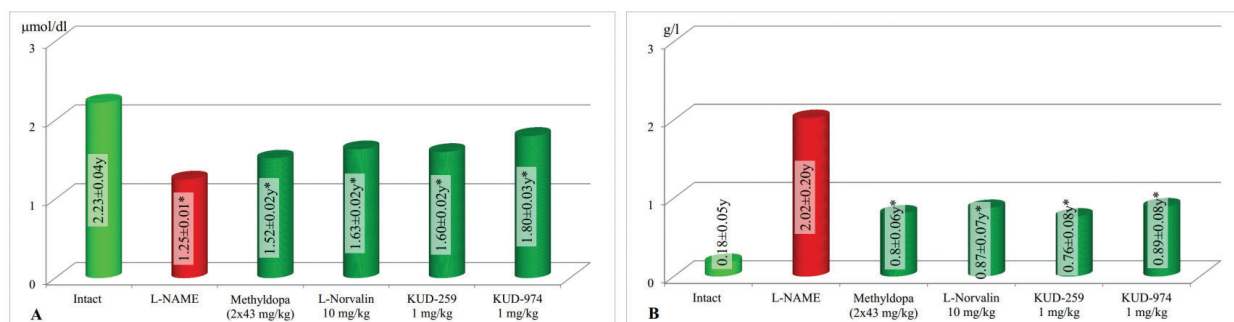 μmol/dl
3
2
1
0
2.23±0.04y
1.25±0.01*
1.52±0.02y*
1.63±0.02y*
1.60±0.02y*
1.80±0.03y*
Intact
L-NAME
Methyldopa
(2x43 mg/kg)
L-Norvalin
10 mg/kg
KUD-259
1 mg/kg
KUD-974
1 mg/kg
A
g/l
3
2
1
0
0.18±0.05y
2.02±0.20y
0.8±0.06y*
0.87±0.07y*
0.76±0.08y*
0.89±0.08y*
Intact
L-NAME
Methyldopa
(2x43 mg/kg)
L-Norvalin
10 mg/kg
KUD-259
1 mg/kg
KUD-974
1 mg/kg
B